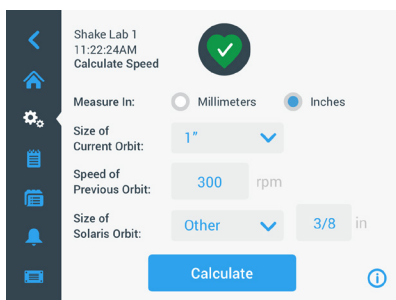 Shake Lab 1
11:22:24AM
Calculate Speed
Measure In: Millimeters Inches
Size of
Current Orbit: 1"
Speed of
Previous Orbit: 300 rpm
Size of
Solaris Orbit: Other 3/8 in
Calculate